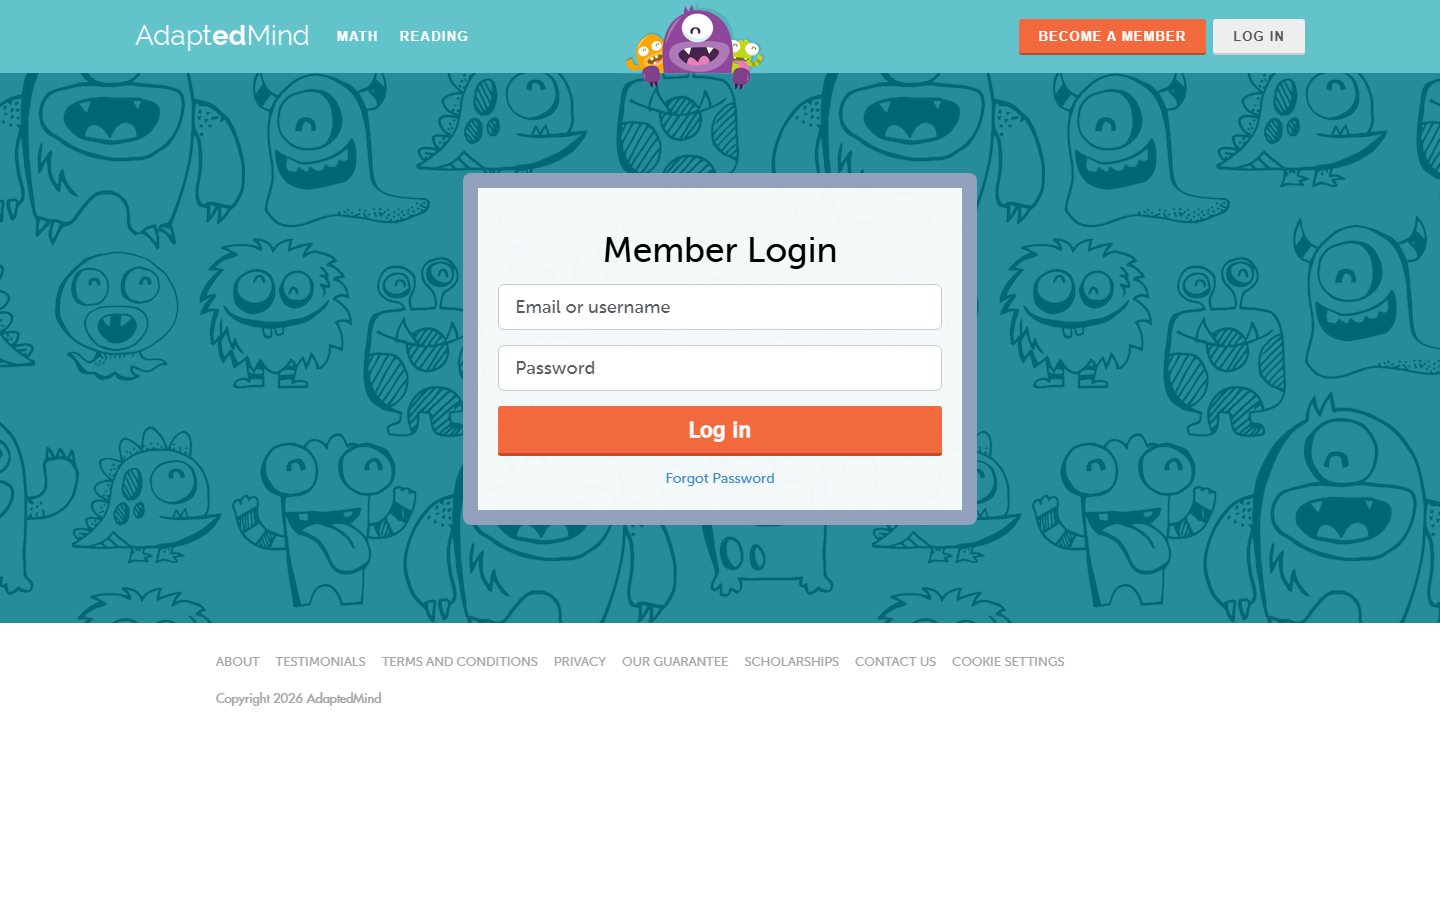 AdaptedMind MATH READING BECOME A MEMBER LOG IN
Member Login
Email or username
Password
Log in
Forgot Password
ABOUT TESTIMONIALS TERMS AND CONDITIONS PRIVACY OUR GUARANTEE SCHOLARSHIPS CONTACT US COOKIE SETTINGS
Copyright 2026 AdaptedMind